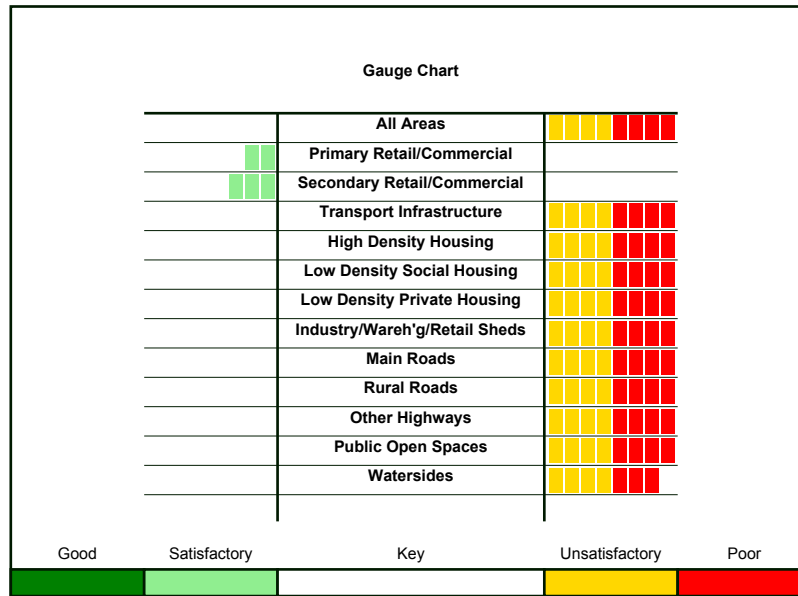 Gauge Chart
All Areas
Primary Retail/Commercial
Secondary Retail/Commercial
Transport Infrastructure
High Density Housing
Low Density Social Housing
Low Density Private Housing
Industry/Wareh'g/Retail Sheds
Main Roads
Rural Roads
Other Highways
Public Open Spaces
Watersides
Good Satisfactory Key Unsatisfactory Poor